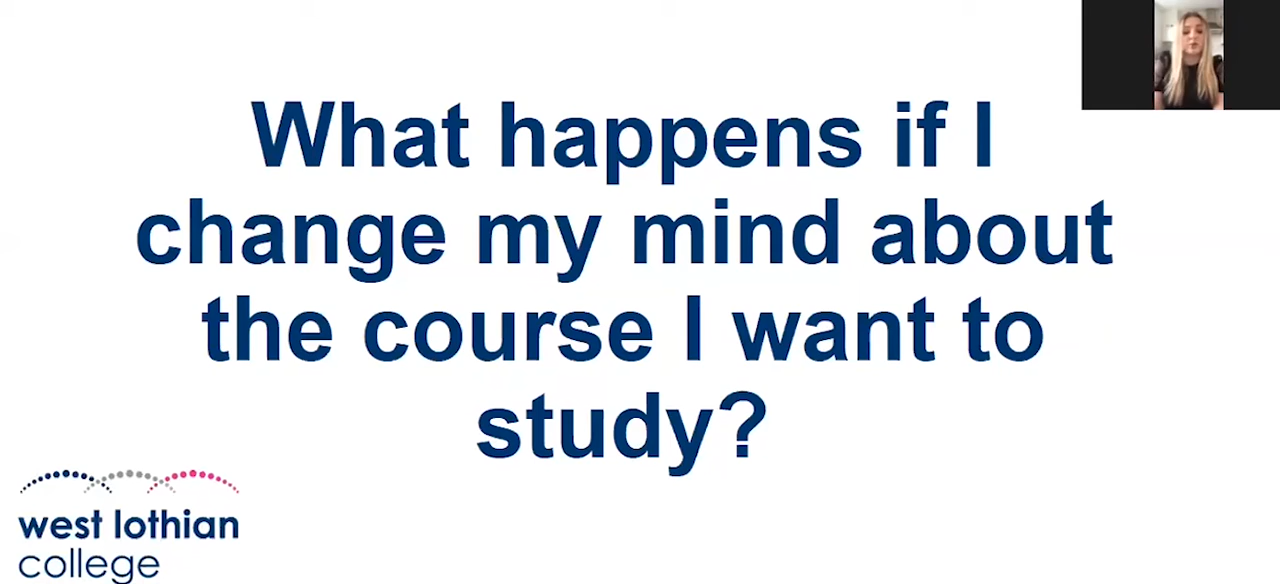 What happens if I
change my mind about
the course I want to
study?
west lothian
college